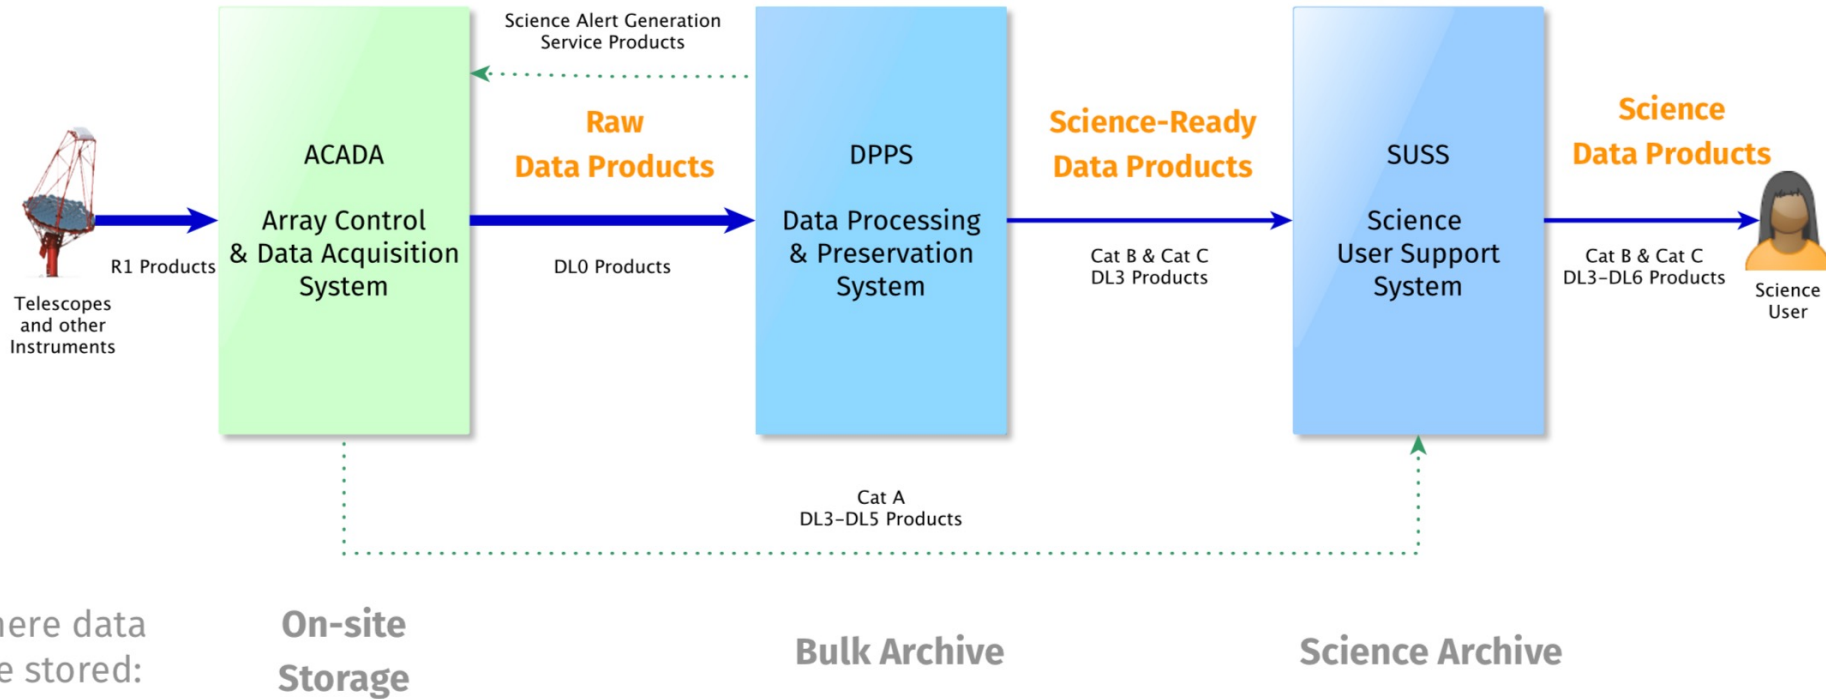 Science Alert Generation
Service Products
Raw
Data Products
Science-Ready
Data Products
Science
Data Products
ACADA
Array Control
& Data Acquisition
System
DPPS
Data Processing
& Preservation
System
SUSS
Science
User Support
System
R1 Products
DL0 Products
Cat B & Cat C
DL3 Products
Cat B & Cat C
DL3-DL6 Products
Telescopes
and other
Instruments
Science
User
Cat A
DL3-DL5 Products
data
stored:
On-site
Storage
Bulk Archive
Science Archive